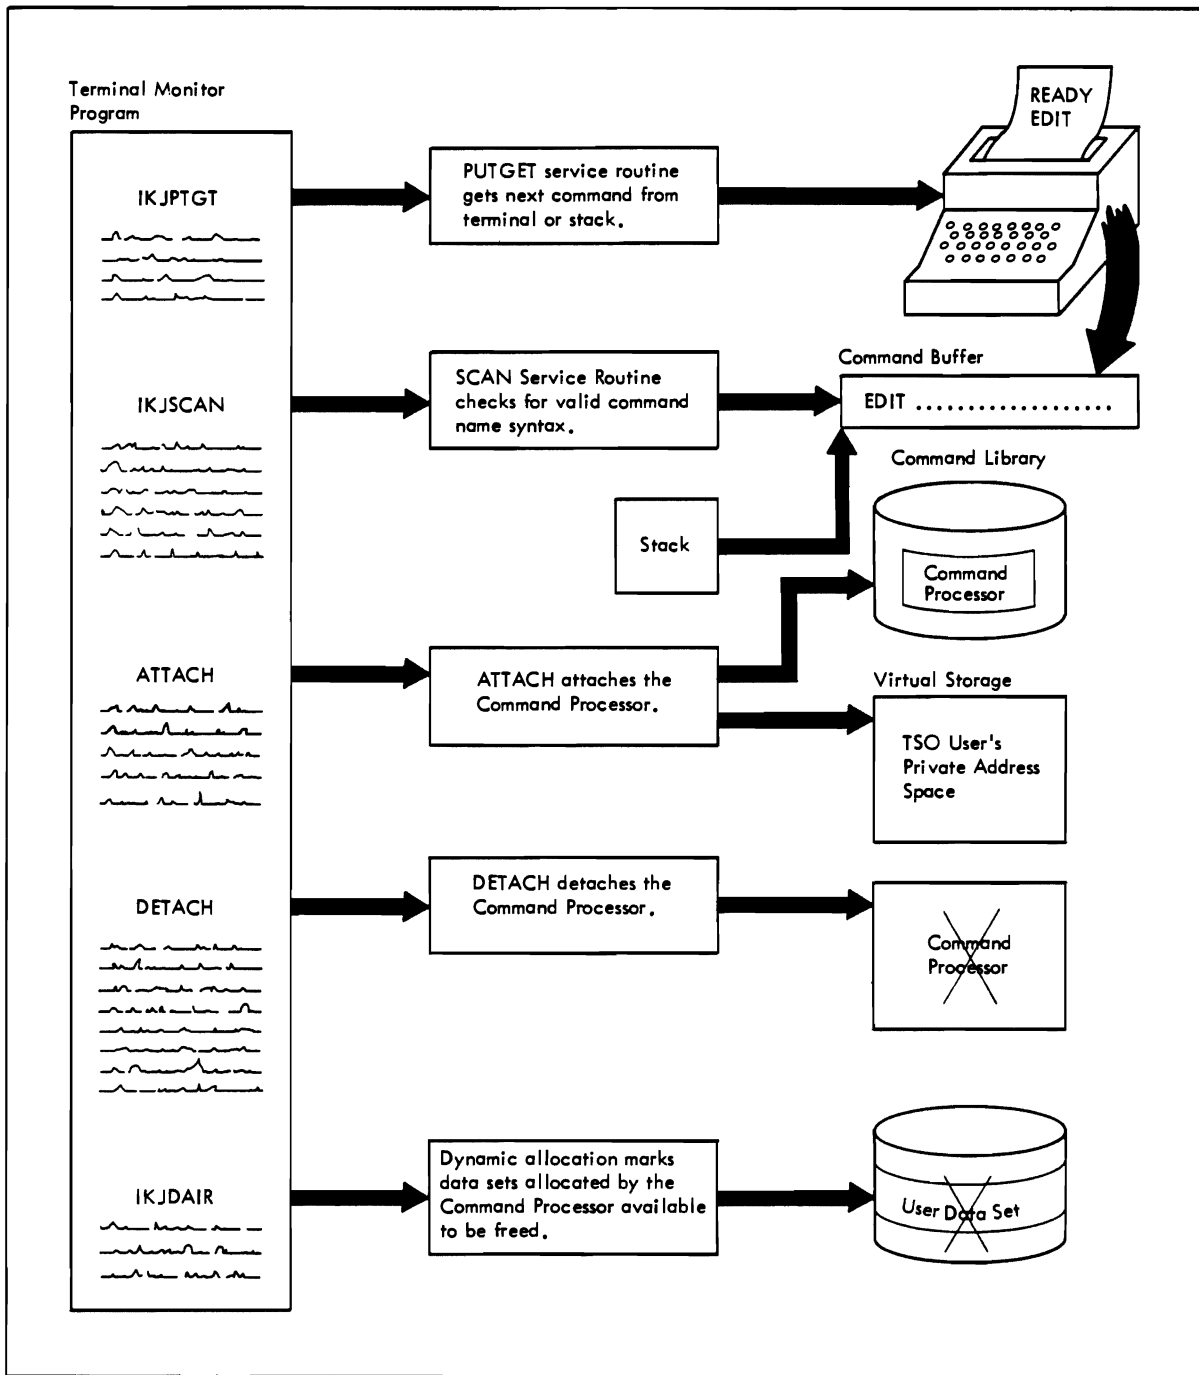 Terminal Monitor
Program
READY
EDIT
IKJPTGT
PUTGET service routine
gets next command from
terminal or stack.
Command Buffer
IKJSCAN
SCAN Service Routine
checks for valid command
name syntax.
EDIT ...................
Command Library
Stack
Command
Processor
ATTACH
ATTACH attaches the
Command Processor.
Virtual Storage
TSO User's
Private Address
Space
DETACH
DETACH detaches the
Command Processor.
Command
Processor
IKJDAIR
Dynamic allocation marks
data sets allocated by the
Command Processor available
to be freed.
User Data Set